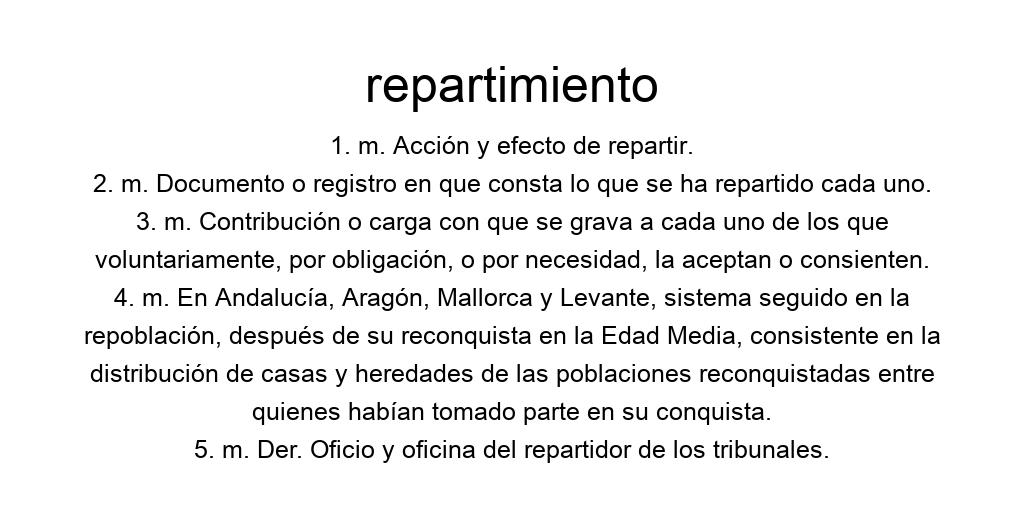 repartimiento
1. m. Acción y efecto de repartir.
2. m. Documento o registro en que consta lo que se ha repartido cada uno.
3. m. Contribución o carga con que se grava a cada uno de los que
voluntariamente, por obligación, o por necesidad, la aceptan o consienten.
4. m. En Andalucía, Aragón, Mallorca y Levante, sistema seguido en la
repoblación, después de su reconquista en la Edad Media, consistente en la
distribución de casas y heredades de las poblaciones reconquistadas entre
quienes habían tomado parte en su conquista.
5. m. Der. Oficio y oficina del repartidor de los tribunales.